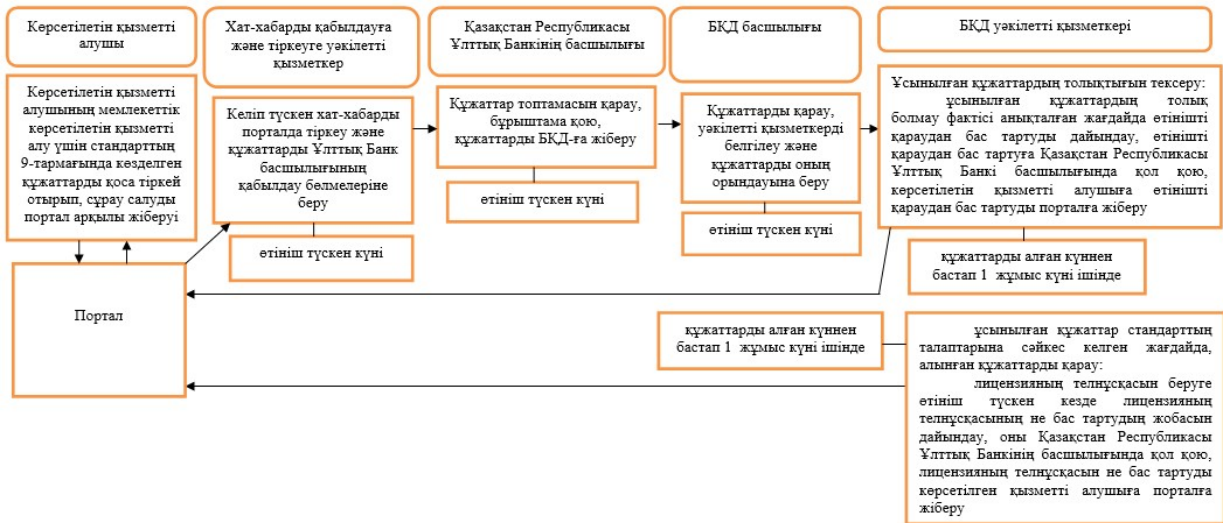 Көрсетілетін қызметті
алушы
Хат-хабарды қабылдауға
және тіркеуге уәкілетті
қызметкер
Қазақстан Республикасы
Ұлттық Банкінің басшылығы
БҚД басшылығы
БҚД уәкілетті қызметкері
Көрсетілетін қызметті
алушының мемлекеттік
көрсетілетін қызметті
алу үшін стандарттың
9-тармағында көзделген
құжаттарды қоса тіркей
отырып, сұрау салуды
портал арқылы жіберуі
Келіп түскен хат-хабарды
порталда тіркеу және
құжаттарды Ұлттық Банк
басшылығының
қабылдау бөлмелеріне
беру
өтініш түскен күні
Құжаттар топтамасын қарау,
бұрыштама қою,
құжаттарды БҚД-ға жіберу
өтініш түскен күні
Құжаттарды қарау,
уәкілетті қызметкерді
белгілеу және
құжаттарды оның
орындауына беру
өтініш түскен күні
Ұсынылған құжаттардың толықтығын тексеру:
ұсынылған құжаттардың толық
болмау фактісі анықталған жағдайда өтінішті
қараудан бас тартуды дайындау, өтінішті
қараудан бас тартуға Қазақстан Республикасы
Ұлттық Банкі басшылығында қол қою,
көрсетілетін қызметті алушыға өтінішті
қараудан бас тартуды порталға жіберу
құжаттарды алған күннен
бастап 1 жұмыс күні ішінде
Портал
құжаттарды алған күннен
бастап 1 жұмыс күні ішінде
ұсынылған құжаттар стандарттың
талаптарына сәйкес келген жағдайда,
алынған құжаттарды қарау:
лицензияның телнұсқасын беруге
өтініш түскен кезде лицензияның
телнұсқасының не бас тартудың жобасын
дайындау, оны Қазақстан Республикасы
Ұлттық Банкінің басшылығында қол қою,
лицензияның телнұсқасын не бас тартуды
көрсетілген қызметті алушыға порталға
жіберу